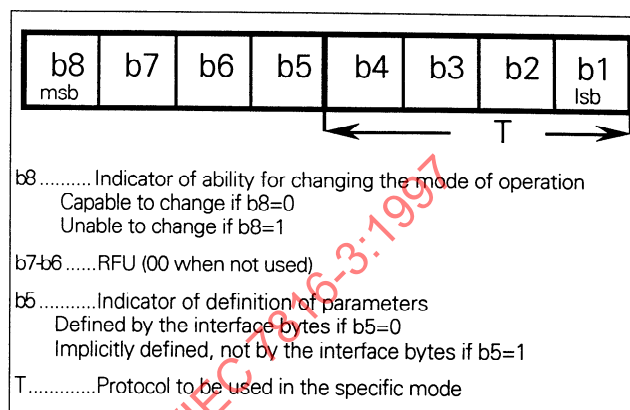 b8 b7 b6 b5 b4 b3 b2 b1
msb lsb
T
b8..........Indicator of ability for changing the mode of operation
Capable to change if b8=0
Unable to change if b8=1
b7-b6......RFU (00 when not used)
b5...........Indicator of definition of parameters
Defined by the interface bytes if b5=0
Implicitly defined, not by the interface bytes if b5=1
T............Protocol to be used in the specific mode
IEC 7816-3:1997